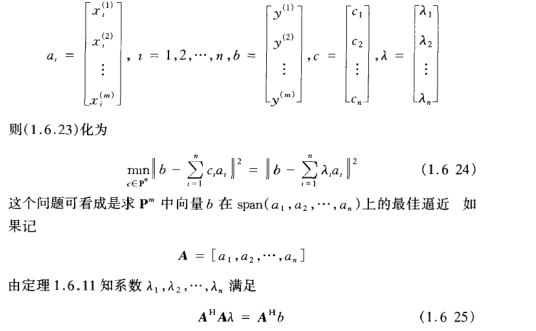 a_i = [x_i^(1) x_i^(2) ⋮ x_i^(m)], i = 1,2,⋯,n, b = [y^(1) y^(2) ⋮ y^(m)], c = [c_1 c_2 ⋮ c_n], λ = [λ_1 λ_2 ⋮ λ_n]
则(1.6.23)化为
min_{c∈P^n} ‖b − ∑_{i=1}^{n} c_i a_i‖^2 = ‖b − ∑_{i=1}^{n} λ_i a_i‖^2 (1.6 24)
这个问题可看成是求 P^m 中向量 b 在 span(a_1,a_2,⋯,a_n)上的最佳逼近 如
果记
A = [a_1,a_2,⋯,a_n]
由定理 1.6.11 知系数 λ_1,λ_2,⋯,λ_n 满足
A^H Aλ = A^H b (1.6 25)